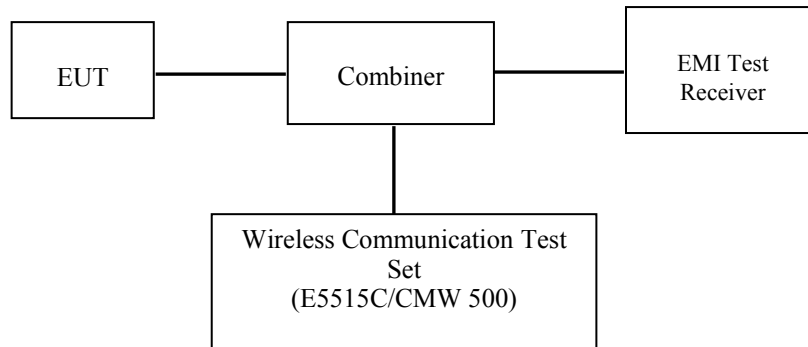 EUT
Combiner
EMI Test
Receiver
Wireless Communication Test
Set
(E5515C/CMW 500)